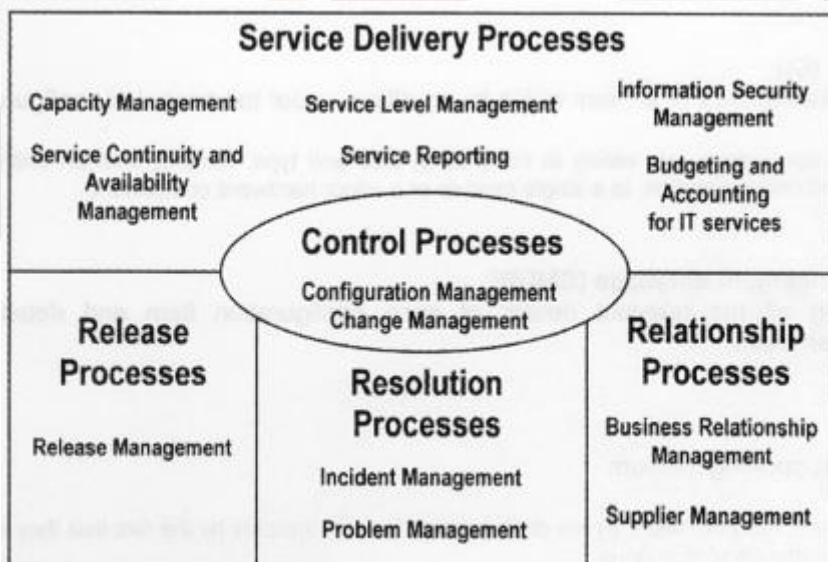 Service Delivery Processes
Capacity Management
Service Continuity and
Availability
Management
Service Level Management
Service Reporting
Information Security
Management
Budgeting and
Accounting
for IT services
Control Processes
Configuration Management
Change Management
Release
Processes
Release Management
Resolution
Processes
Incident Management
Problem Management
Relationship
Processes
Business Relationship
Management
Supplier Management